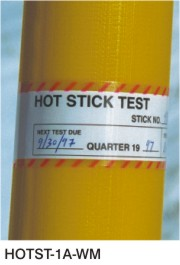 HOT STICK TEST
STICK NO.
NEXT TEST DUE
9/30/97 QUARTER 19 97
HOTST-1A-WM